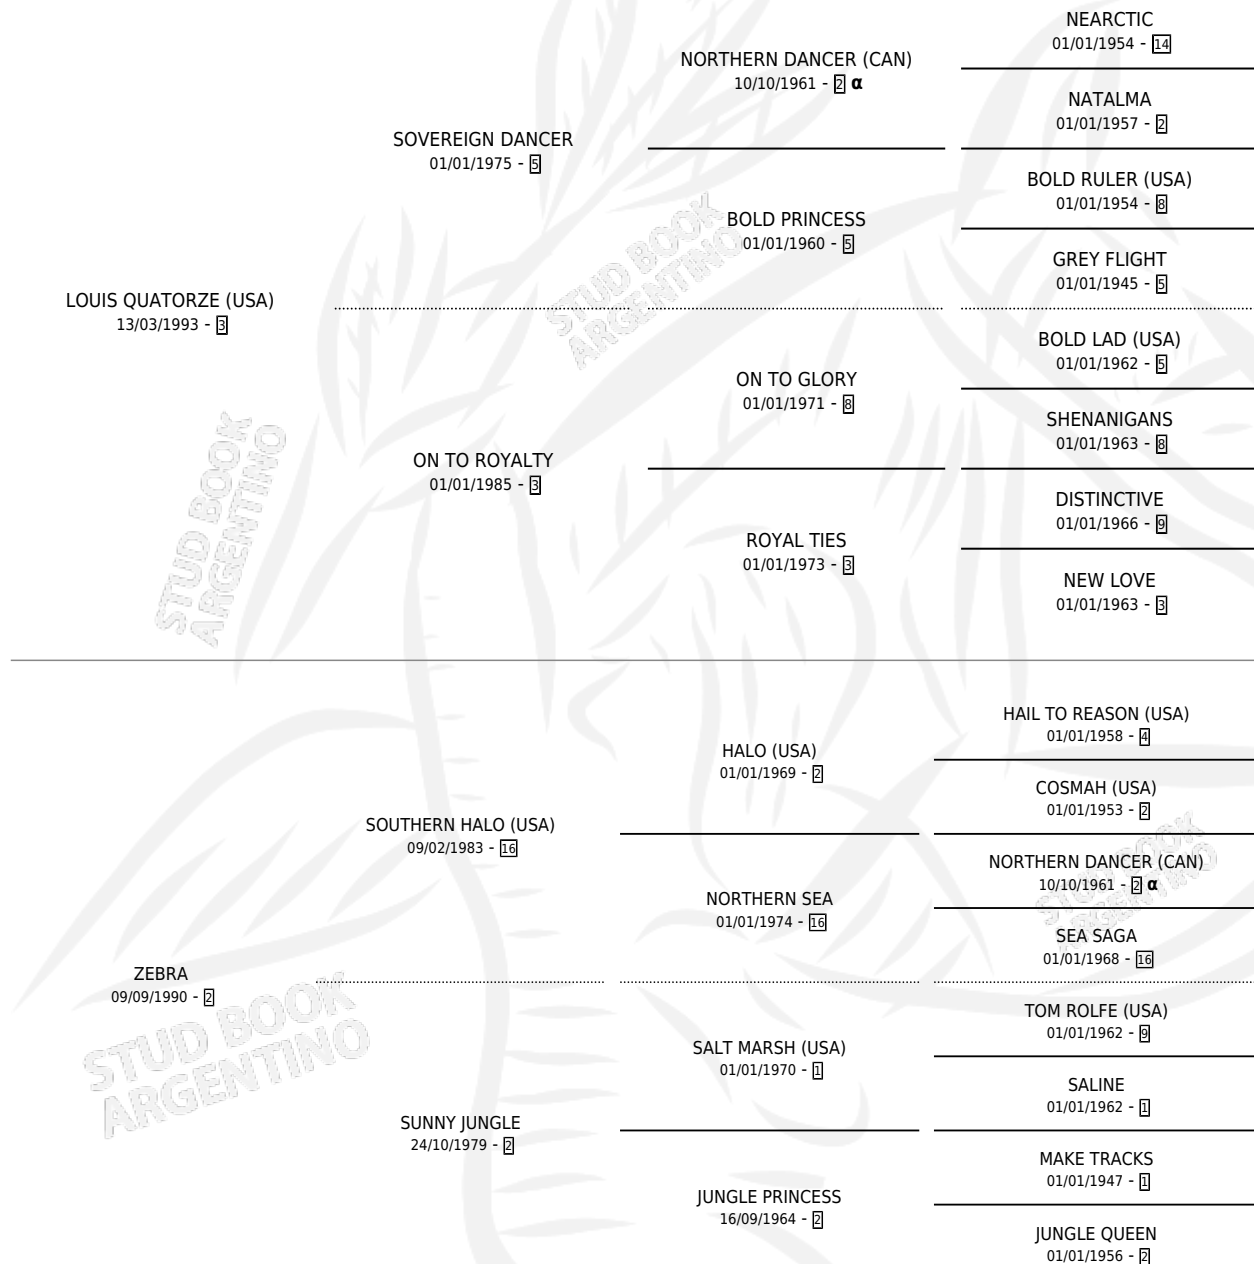 NEARCTIC
01/01/1954 - 14
NORTHERN DANCER (CAN)
10/10/1961 - 2 α
NATALMA
01/01/1957 - 2
SOVEREIGN DANCER
01/01/1975 - 5
BOLD RULER (USA)
01/01/1954 - 8
BOLD PRINCESS
01/01/1960 - 5
GREY FLIGHT
01/01/1945 - 5
STUD BOOK
ARGENTINO
LOUIS QUATORZE (USA)
13/03/1993 - 3
BOLD LAD (USA)
01/01/1962 - 5
ON TO GLORY
01/01/1971 - 8
SHENANIGANS
01/01/1963 - 8
ON TO ROYALTY
01/01/1985 - 3
DISTINCTIVE
01/01/1966 - 9
ROYAL TIES
01/01/1973 - 3
NEW LOVE
01/01/1963 - 3
STUD BOOK
ARGENTINO
HAIL TO REASON (USA)
01/01/1958 - 4
HALO (USA)
01/01/1969 - 2
COSMAH (USA)
01/01/1953 - 2
SOUTHERN HALO (USA)
09/02/1983 - 16
NORTHERN DANCER (CAN)
10/10/1961 - 2 α
NORTHERN SEA
01/01/1974 - 16
SEA SAGA
01/01/1968 - 16
STUD BOOK
ARGENTINO
ZEBRA
09/09/1990 - 2
TOM ROLFE (USA)
01/01/1962 - 9
SALT MARSH (USA)
01/01/1970 - 1
SALINE
01/01/1962 - 1
STUD BOOK
ARGENTINO
SUNNY JUNGLE
24/10/1979 - 2
MAKE TRACKS
01/01/1947 - 1
JUNGLE PRINCESS
16/09/1964 - 2
JUNGLE QUEEN
01/01/1956 - 2